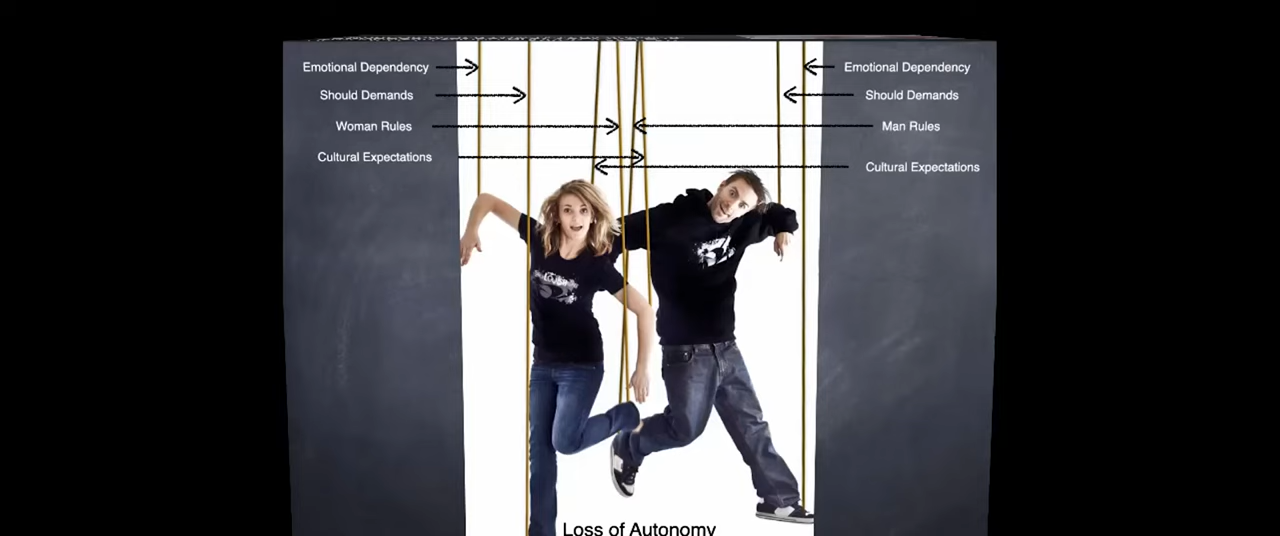 Emotional Dependency
Should Demands
Woman Rules
Cultural Expectations
Emotional Dependency
Should Demands
Man Rules
Cultural Expectations
Loss of Autonomy